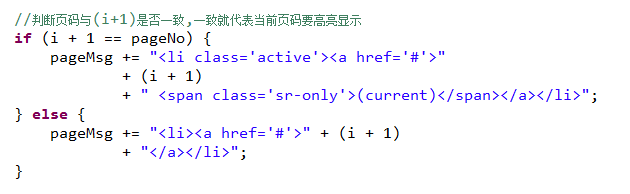 //判断页码与(i+1)是否一致,一致就代表当前页码要高亮显示
if (i + 1 == pageNo) {
    pageMsg += "<li class='active'><a href='#'>"
            + (i + 1)
            + " <span class='sr-only'>(current)</span></a></li>";
} else {
    pageMsg += "<li><a href='#'>" + (i + 1)
            + "</a></li>";
}